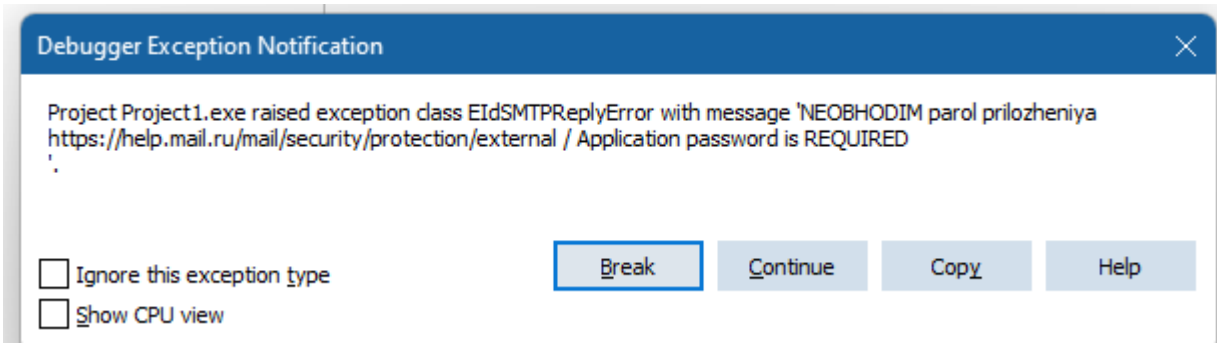 Debugger Exception Notification
Project Project1.exe raised exception class EIdSMTPReplyError with message 'NEOBHODIM parol prilozheniya
https://help.mail.ru/mail/security/protection/external / Application password is REQUIRED
'.
Break Continue Copy Help
Ignore this exception type
Show CPU view